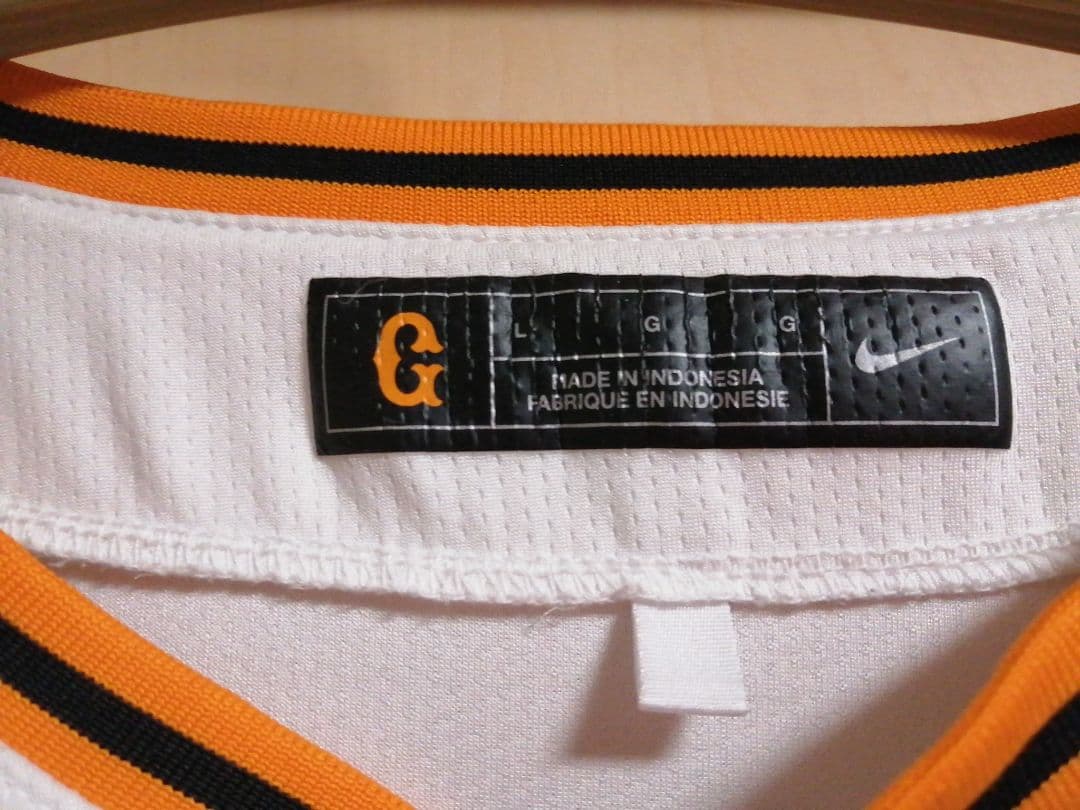 G
L G G
MADE IN INDONESIA
FABRIQUE EN INDONESIE